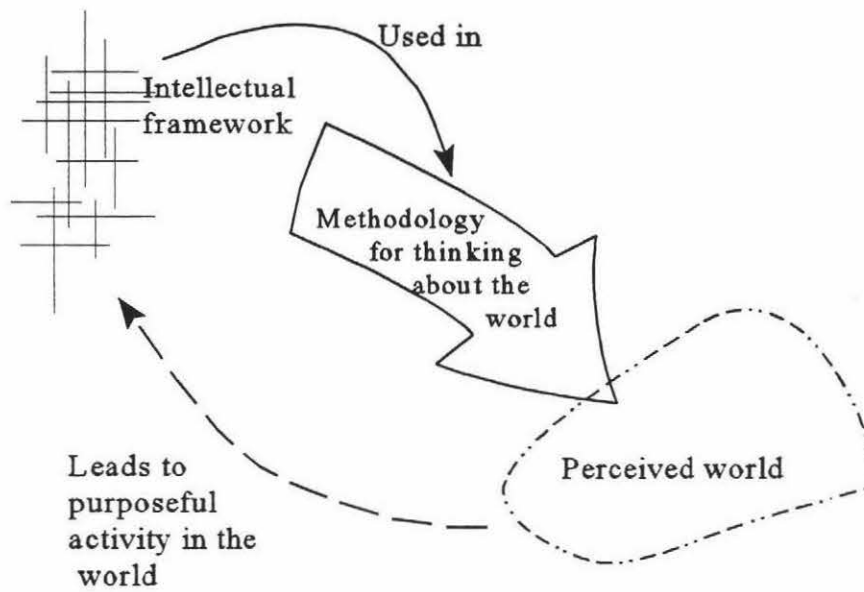 Used in
Intellectual
framework
Methodology
for thinking
about the
world
Perceived world
Leads to
purposeful
activity in the
world